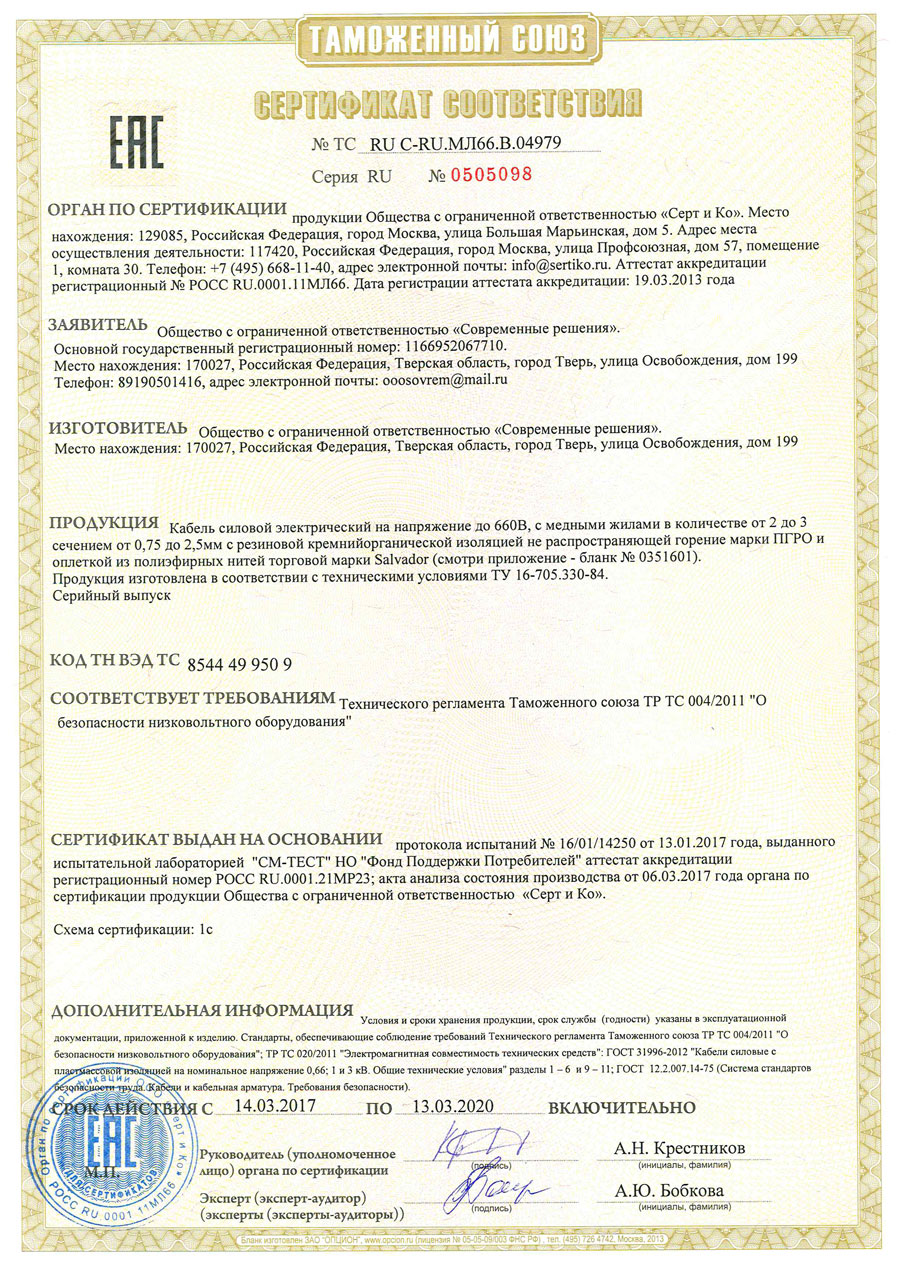 ТАМОЖЕННЫЙ СОЮЗ
СЕРТИФИКАТ СООТВЕТСТВИЯ
ЕАС
№ ТС RU C-RU.МЛ66.В.04979
Серия RU № 0505098
ОРГАН ПО СЕРТИФИКАЦИИ продукции Общества с ограниченной ответственностью «Серт и Ко». Место
нахождения: 129085, Российская Федерация, город Москва, улица Большая Марьинская, дом 5. Адрес места
осуществления деятельности: 117420, Российская Федерация, город Москва, улица Профсоюзная, дом 57, помещение
1, комната 30. Телефон: +7 (495) 668-11-40, адрес электронной почты: info@sertiko.ru. Аттестат аккредитации
регистрационный № РОСС RU.0001.11МЛ66. Дата регистрации аттестата аккредитации: 19.03.2013 года
ЗАЯВИТЕЛЬ Общество с ограниченной ответственностью «Современные решения».
Основной государственный регистрационный номер: 1166952067710.
Место нахождения: 170027, Российская Федерация, Тверская область, город Тверь, улица Освобождения, дом 199
Телефон: 89190501416, адрес электронной почты: ooosovrem@mail.ru
ИЗГОТОВИТЕЛЬ Общество с ограниченной ответственностью «Современные решения».
Место нахождения: 170027, Российская Федерация, Тверская область, город Тверь, улица Освобождения, дом 199
ПРОДУКЦИЯ Кабель силовой электрический на напряжение до 660В, с медными жилами в количестве от 2 до 3
сечением от 0,75 до 2,5мм с резиновой кремнийорганической изоляцией не распространяющей горение марки ПГРО и
оплеткой из полиэфирных нитей торговой марки Salvador (смотри приложение - бланк № 0351601).
Продукция изготовлена в соответствии с техническими условиями ТУ 16-705.330-84.
Серийный выпуск
КОД ТН ВЭД ТС 8544 49 950 9
СООТВЕТСТВУЕТ ТРЕБОВАНИЯМ Технического регламента Таможенного союза ТР ТС 004/2011 "О
безопасности низковольтного оборудования"
СЕРТИФИКАТ ВЫДАН НА ОСНОВАНИИ протокола испытаний № 16/01/14250 от 13.01.2017 года, выданного
испытательной лабораторией "СМ-ТЕСТ" НО "Фонд Поддержки Потребителей" аттестат аккредитации
регистрационный номер РОСС RU.0001.21МР23; акта анализа состояния производства от 06.03.2017 года органа по
сертификации продукции Общества с ограниченной ответственностью «Серт и Ко».
Схема сертификации: 1с
ДОПОЛНИТЕЛЬНАЯ ИНФОРМАЦИЯ Условия и сроки хранения продукции, срок службы (годности) указаны в эксплуатационной
документации, приложенной к изделию. Стандарты, обеспечивающие соблюдение требований Технического регламента Таможенного союза ТР ТС 004/2011 "О
безопасности низковольтного оборудования"; ТР ТС 020/2011 "Электромагнитная совместимость технических средств": ГОСТ 31996-2012 "Кабели силовые с
пластмассовой изоляцией на номинальное напряжение 0,66; 1 и 3 кВ. Общие технические условия" разделы 1 – 6 и 9 – 11; ГОСТ 12.2.007.14-75 (Система стандартов
безопасности труда. Кабели и кабельная арматура. Требования безопасности).
СРОК ДЕЙСТВИЯ С 14.03.2017 ПО 13.03.2020 ВКЛЮЧИТЕЛЬНО
Орган по сертификации ООО «Серт и Ко»
ЕАС
ДЛЯ СЕРТИФИКАТОВ
РОСС RU 0001 11МЛ66
М.П.
Руководитель (уполномоченное
лицо) органа по сертификации
(подпись)
А.Н. Крестников
(инициалы, фамилия)
Эксперт (эксперт-аудитор)
(эксперты (эксперты-аудиторы))
(подпись)
А.Ю. Бобкова
(инициалы, фамилия)
Бланк изготовлен ЗАО "ОПЦИОН", www.opcion.ru (лицензия № 05-05-09/003 ФНС РФ), тел. (495) 726 4742, Москва, 2013